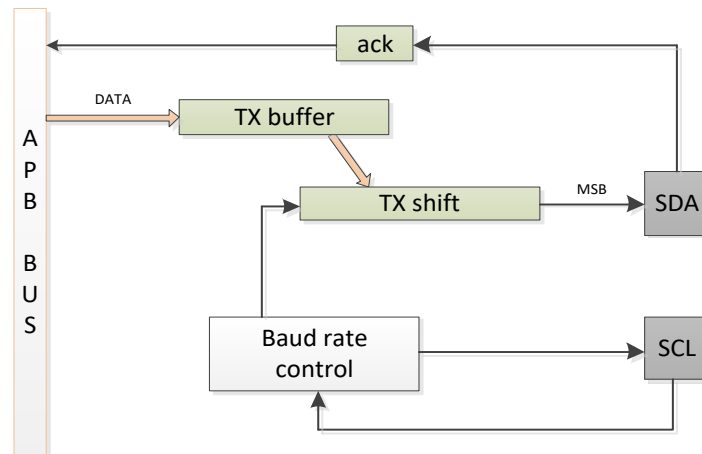 ack
DATA
TX buffer
A
P
B
B
U
S
TX shift
MSB
SDA
Baud rate
control
SCL